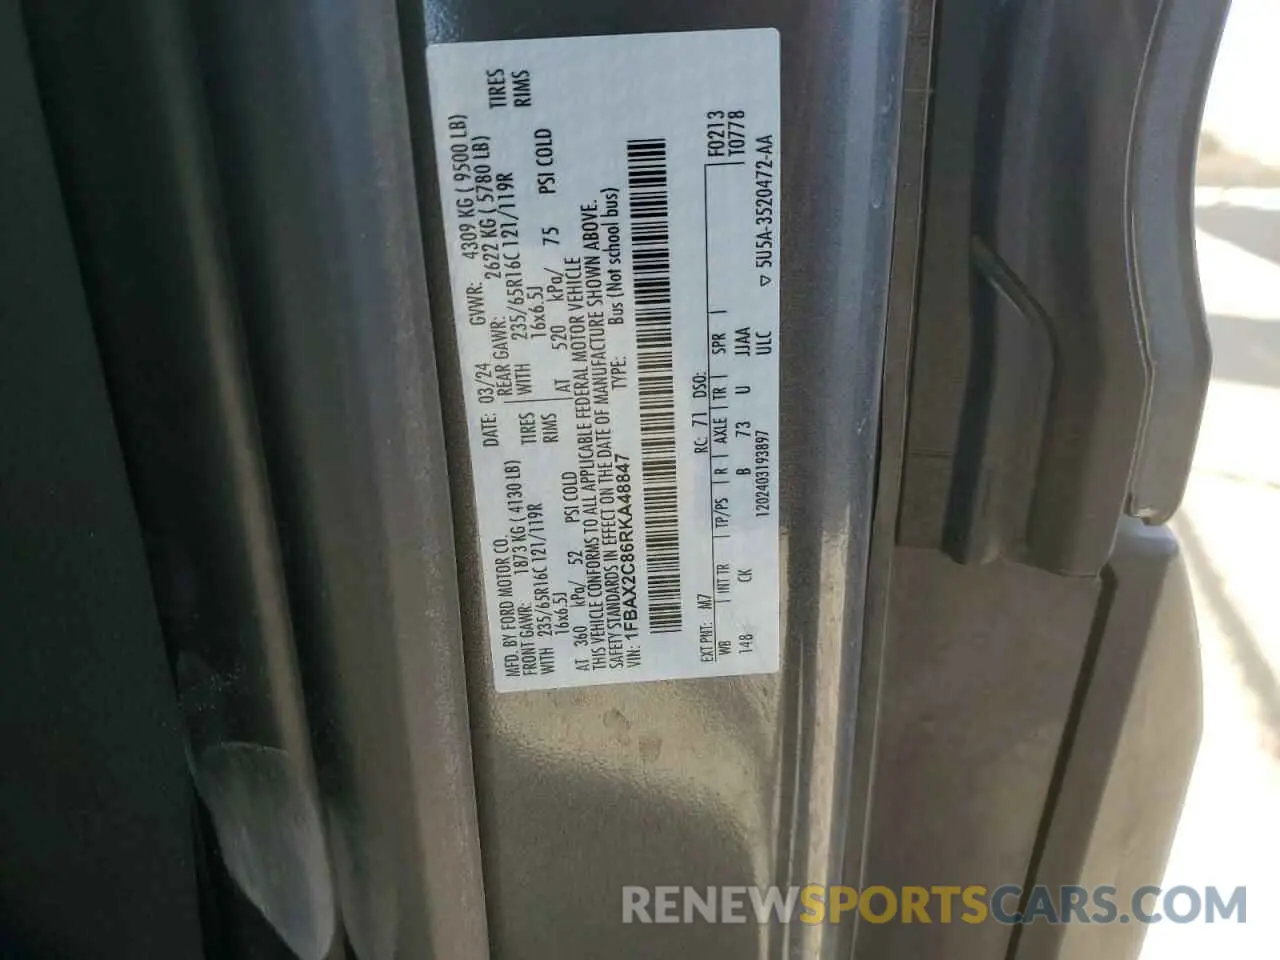 MFD. BY FORD MOTOR CO.
DATE: 03/24
GVWR: 4309 KG ( 9500 LB)
FRONT GAWR: 1873 KG ( 4130 LB)
REAR GAWR: 2622 KG ( 5780 LB)
WITH 235/65R16C 121/119R TIRES
WITH 235/65R16C 121/119R TIRES
16x6.5J RIMS
16x6.5J RIMS
AT 360 kPa/ 52 PSI COLD
AT 520 kPa/ 75 PSI COLD
THIS VEHICLE CONFORMS TO ALL APPLICABLE FEDERAL MOTOR VEHICLE
SAFETY STANDARDS IN EFFECT ON THE DATE OF MANUFACTURE SHOWN ABOVE.
VIN: 1FBAX2C86RKA48847
TYPE: Bus (Not school bus)
EXT PNT: M7 RC: 71 DSO: F0213
WB INT TR TP/PS R AXLE TR SPR T0778
148 CK B 73 U JJAA
1202403193897 ULC ▽ 5U5A-3520472-AA
RENEWSPORTSCARS.COM